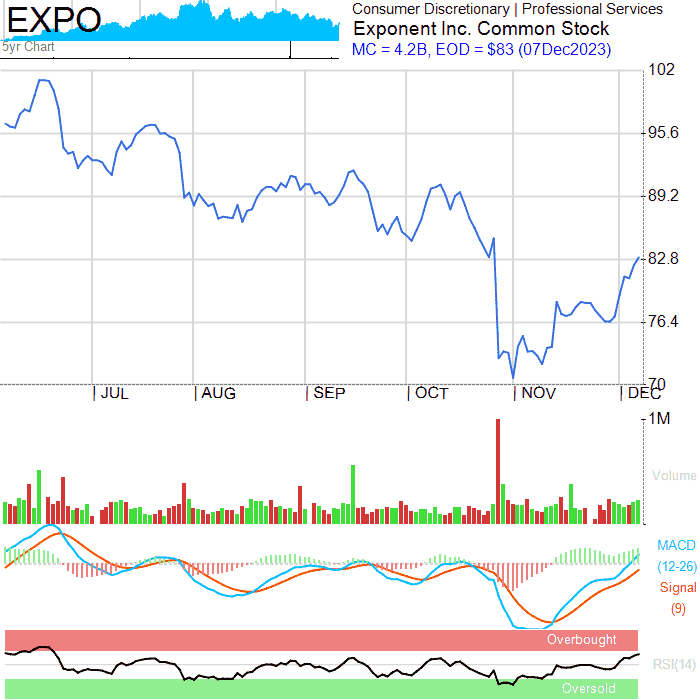 EXPO
5yr Chart
Consumer Discretionary | Professional Services
Exponent Inc. Common Stock
MC = 4.2B, EOD = $83 (07Dec2023)
102
95.6
89.2
82.8
76.4
70
JUL AUG SEP OCT NOV DEC
1M
Volume
MACD
(12-26)
Signal
(9)
Overbought
RSI(14)
Oversold